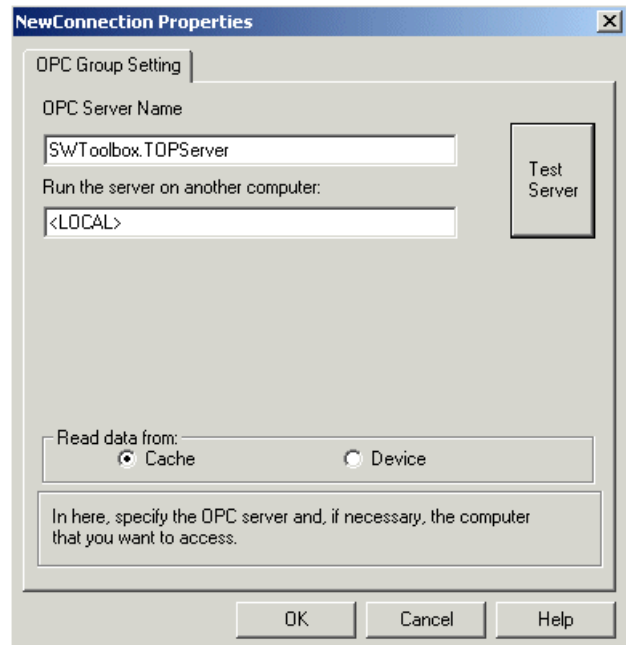 NewConnection Properties
OPC Group Setting
OPC Server Name
SWToolbox.TOPServer
Test
Server
Run the server on another computer:
<LOCAL>
Read data from:
Cache
Device
In here, specify the OPC server and, if necessary, the computer
that you want to access.
OK
Cancel
Help